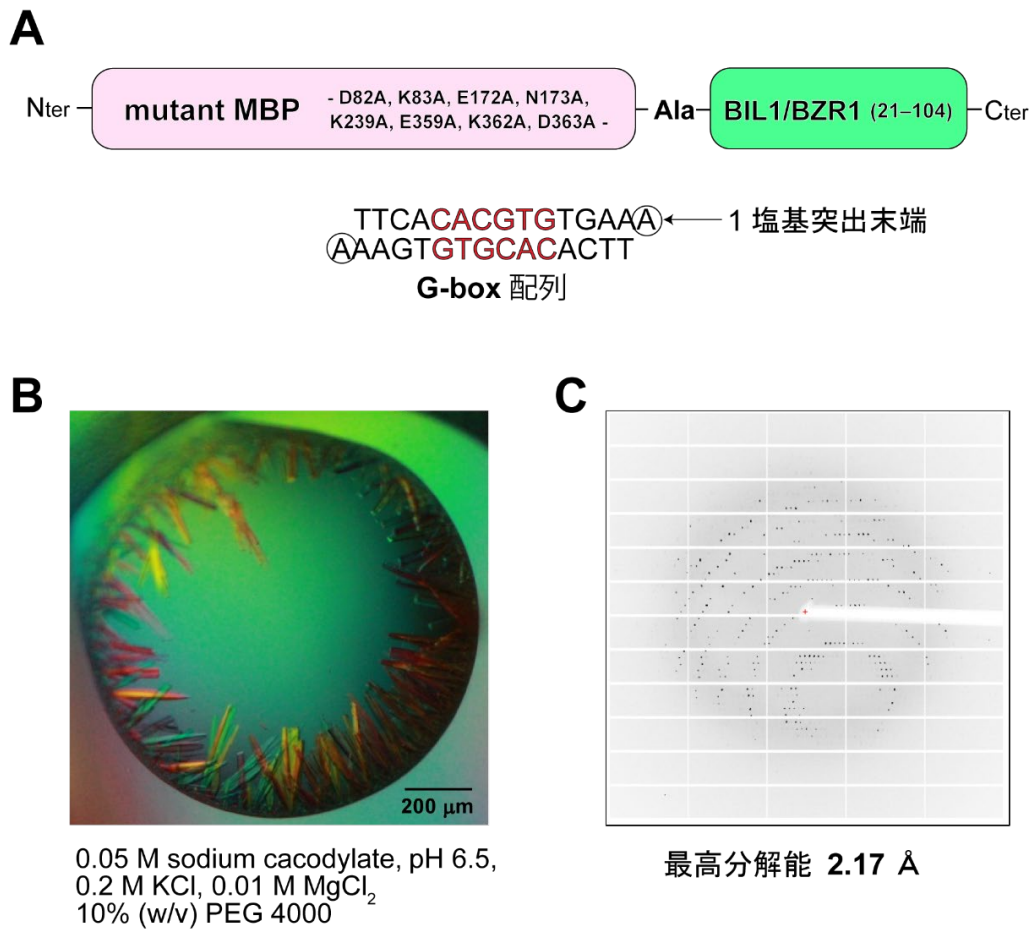 A
Nter
mutant MBP
- D82A, K83A, E172A, N173A,
K239A, E359A, K362A, D363A -
Ala
BIL1/BZR1 (21–104)
Cter
TTCACACGTGTGAAA
1 塩基突出末端
AAAGTGTGCACACTT
G-box 配列
B
200 μm
0.05 M sodium cacodylate, pH 6.5,
0.2 M KCl, 0.01 M MgCl2
10% (w/v) PEG 4000
C
最高分解能 2.17 Å